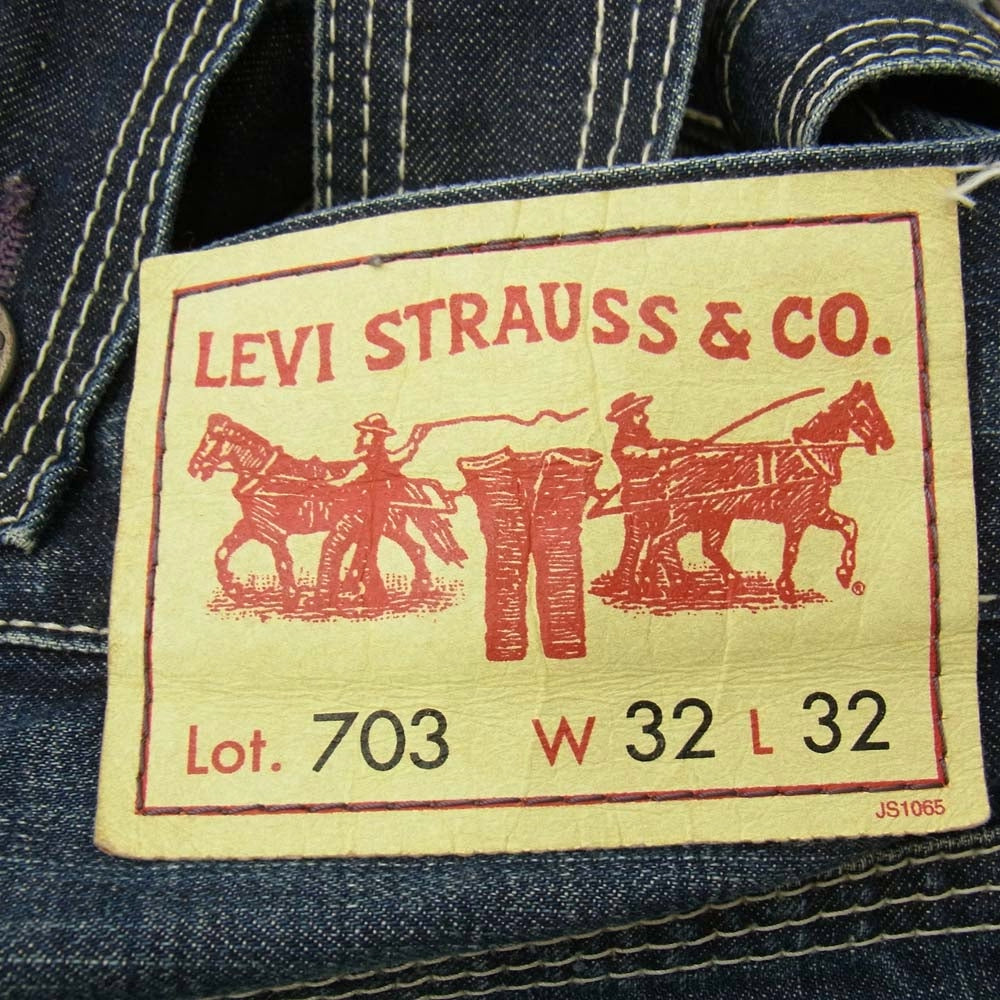 LEVI STRAUSS & CO.
®
Lot. 703 W 32 L 32
JS1065